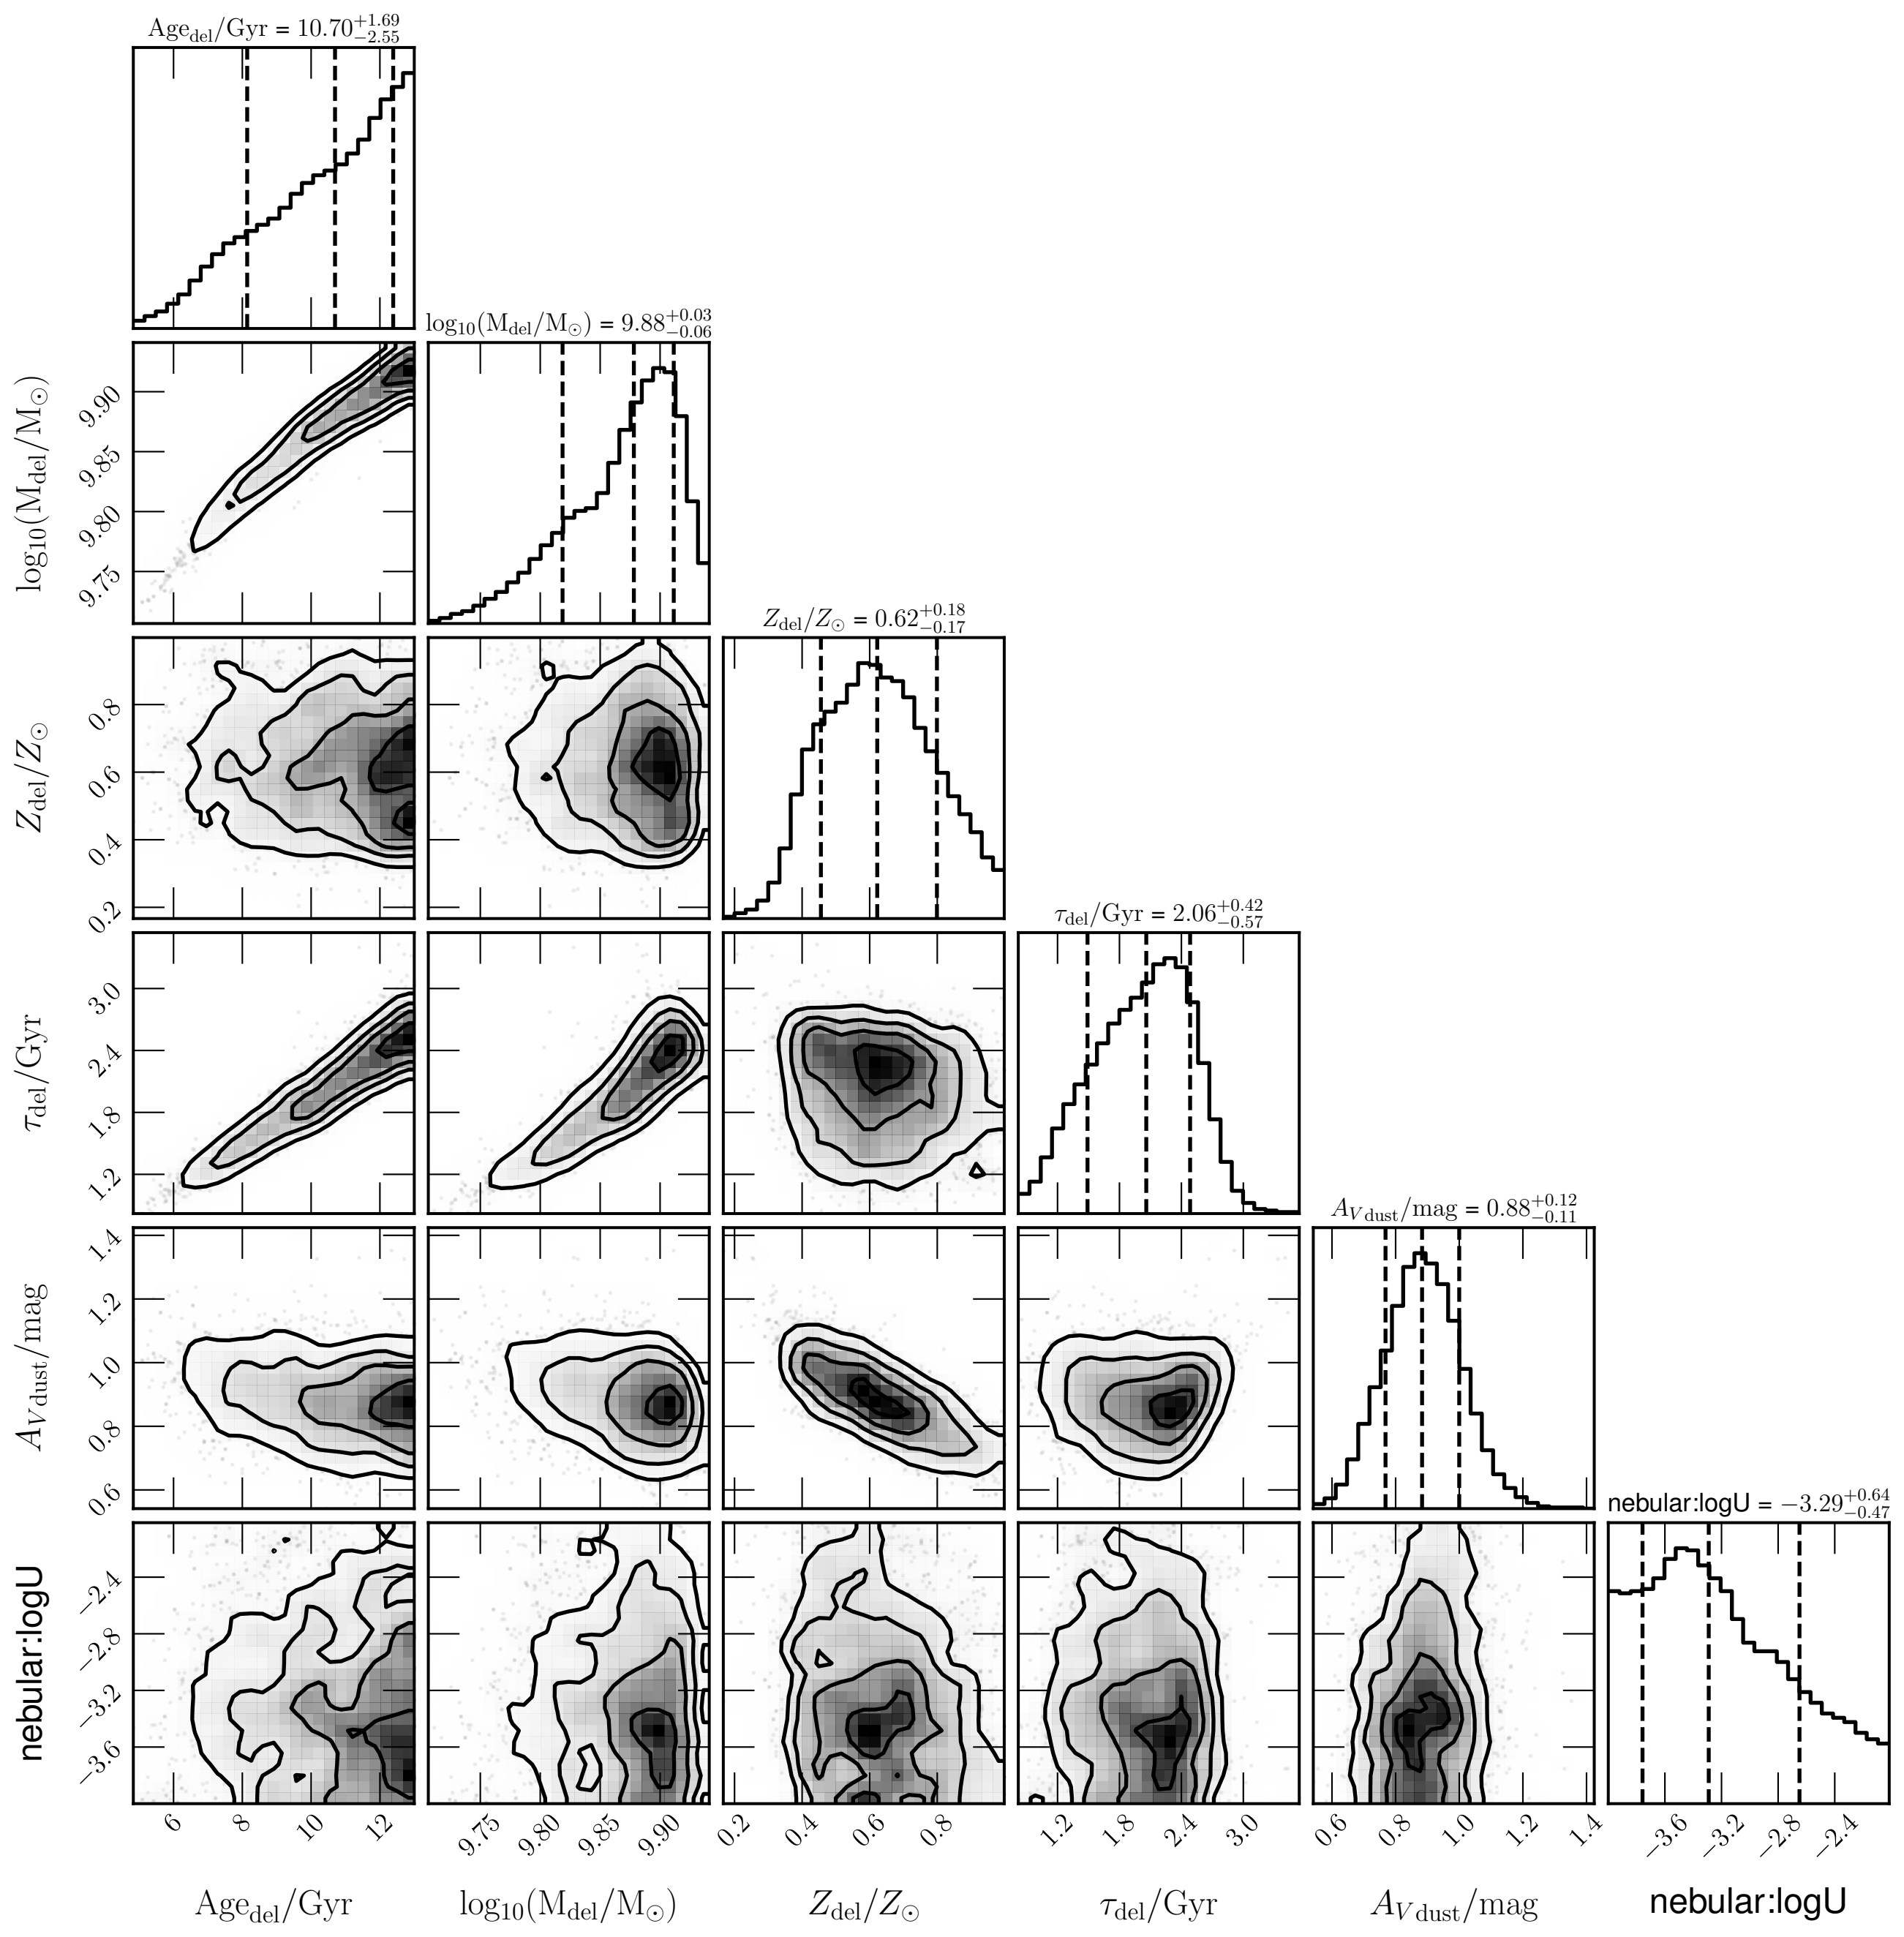 Age_del/Gyr = 10.70^{+1.69}_{−2.55}
log₁₀(M_del/M_⊙) = 9.88^{+0.03}_{−0.06}
9.90
9.85
9.80
9.75
log₁₀(M_del/M_⊙)
Z_del/Z_⊙ = 0.62^{+0.18}_{−0.17}
0.8
0.6
0.4
0.2
Z_del/Z_⊙
τ_del/Gyr = 2.06^{+0.42}_{−0.57}
3.0
2.4
1.8
1.2
τ_del/Gyr
A_{V dust}/mag = 0.88^{+0.12}_{−0.11}
1.4
1.2
1.0
0.8
0.6
A_{V dust}/mag
nebular:logU = −3.29^{+0.64}_{−0.47}
−2.4
−2.8
−3.2
−3.6
nebular:logU
6 8 10 12
9.75 9.80 9.85 9.90
0.2 0.4 0.6 0.8
1.2 1.8 2.4 3.0
0.6 0.8 1.0 1.4
−3.6 −3.2 −2.8 −2.4
Age_del/Gyr
log₁₀(M_del/M_⊙)
Z_del/Z_⊙
τ_del/Gyr
A_{V dust}/mag
nebular:logU